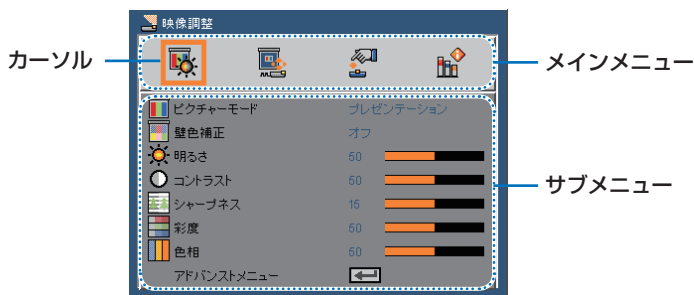 映像調整
カーソル
メインメニュー
ピクチャーモード プレゼンテーション
壁色補正 オフ
明るさ 50
コントラスト 50
サブメニュー
シャープネス 15
彩度 50
色相 50
アドバンストメニュー